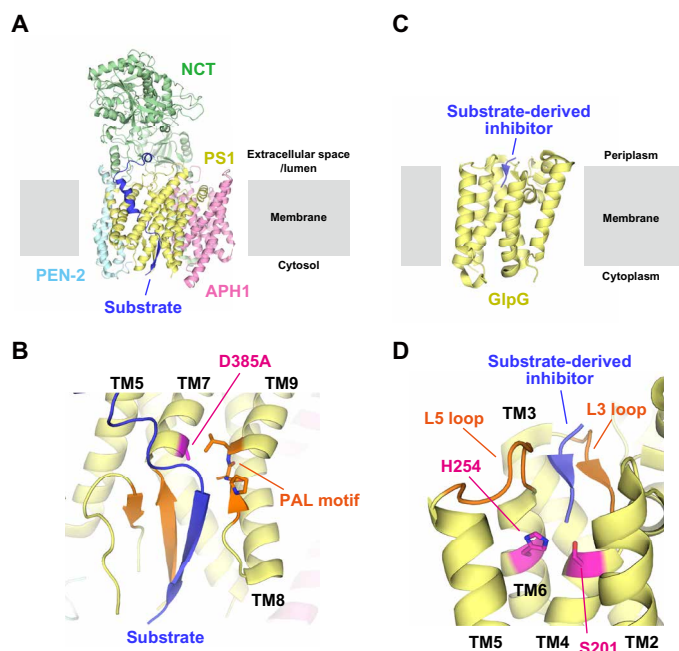 A
NCT
PS1
Extracellular space
/lumen
Membrane
Cytosol
PEN-2
APH1
Substrate
B
D385A
TM5
TM7
TM9
PAL motif
TM8
Substrate
C
Substrate-derived
inhibitor
Periplasm
Membrane
Cytoplasm
GlpG
D
Substrate-derived
inhibitor
L5 loop
TM3
L3 loop
H254
TM6
TM5
TM4
TM2
S201